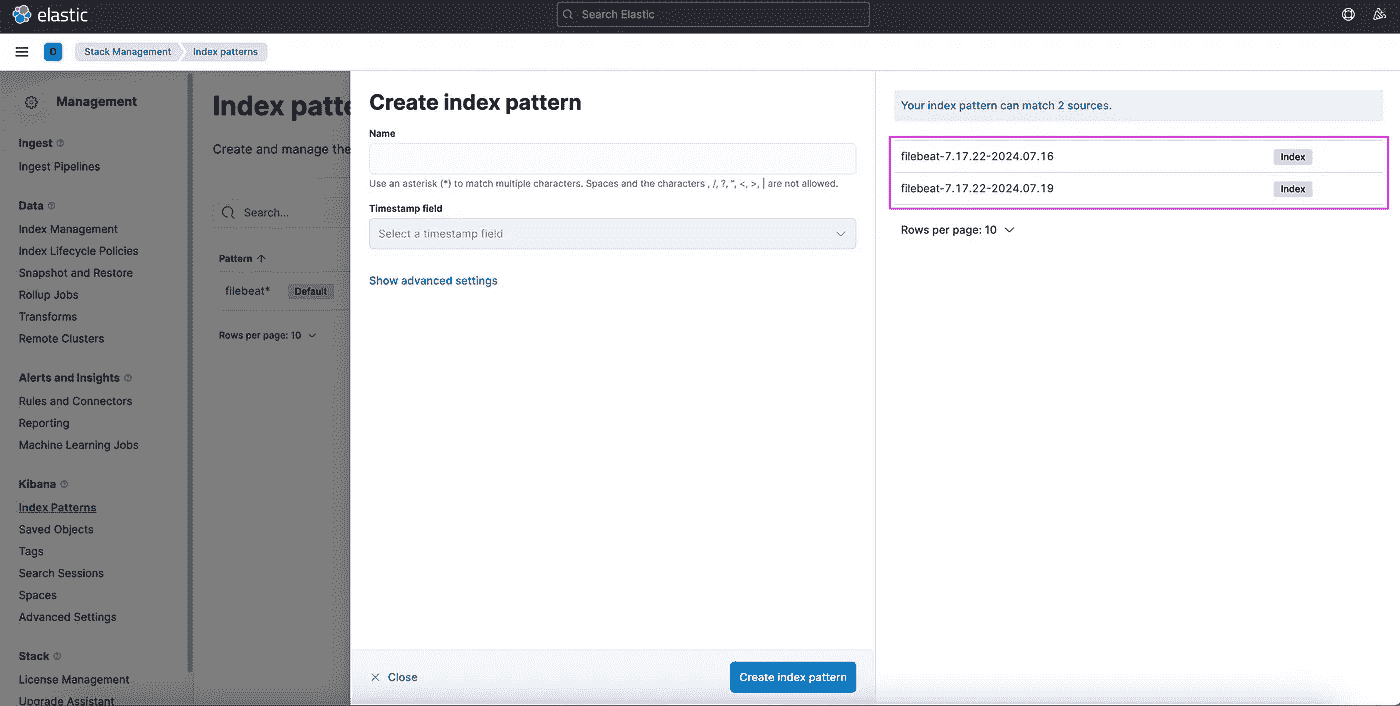 elastic
Search Elastic
D
Stack Management
Index patterns
Management
Ingest
Ingest Pipelines
Data
Index Management
Index Lifecycle Policies
Snapshot and Restore
Rollup Jobs
Transforms
Remote Clusters
Alerts and Insights
Rules and Connectors
Reporting
Machine Learning Jobs
Kibana
Index Patterns
Saved Objects
Tags
Search Sessions
Spaces
Advanced Settings
Stack
License Management
Upgrade Assistant
Index patte
Create and manage the
Search...
Pattern
filebeat* Default
Rows per page: 10
Create index pattern
Name
Use an asterisk (*) to match multiple characters. Spaces and the characters , /, ?, ", <, >, | are not allowed.
Timestamp field
Select a timestamp field
Show advanced settings
Close
Create index pattern
Your index pattern can match 2 sources.
filebeat-7.17.22-2024.07.16 Index
filebeat-7.17.22-2024.07.19 Index
Rows per page: 10